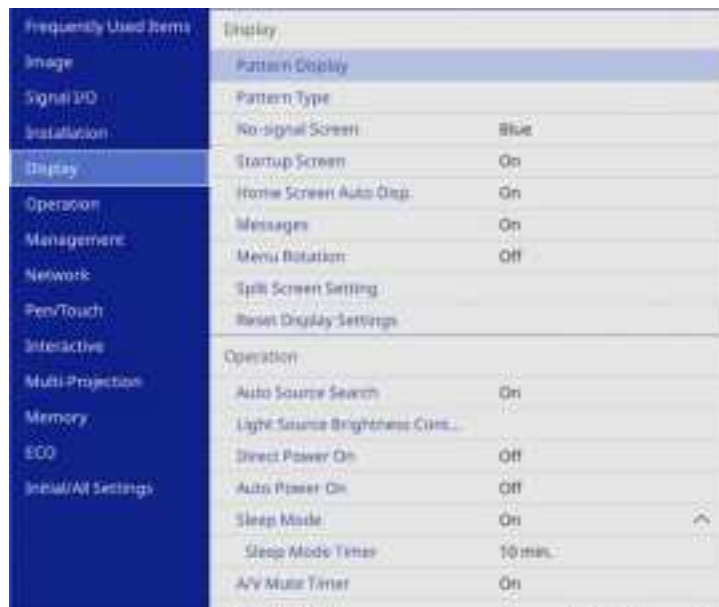 Frequently Used Items
Image
Signal I/O
Installation
Display
Operation
Management
Network
Pen/Touch
Interactive
Multi-Projection
Memory
ECO
Initial/All Settings
Display
Pattern Display
Pattern Type
No-signal Screen Blue
Startup Screen On
Home Screen Auto Disp. On
Messages On
Menu Rotation Off
Split Screen Setting
Reset Display Settings
Operation
Auto Source Search On
Light Source Brightness Cont...
Direct Power On Off
Auto Power On Off
Sleep Mode On
Sleep Mode Timer 10 min.
A/V Mute Timer On